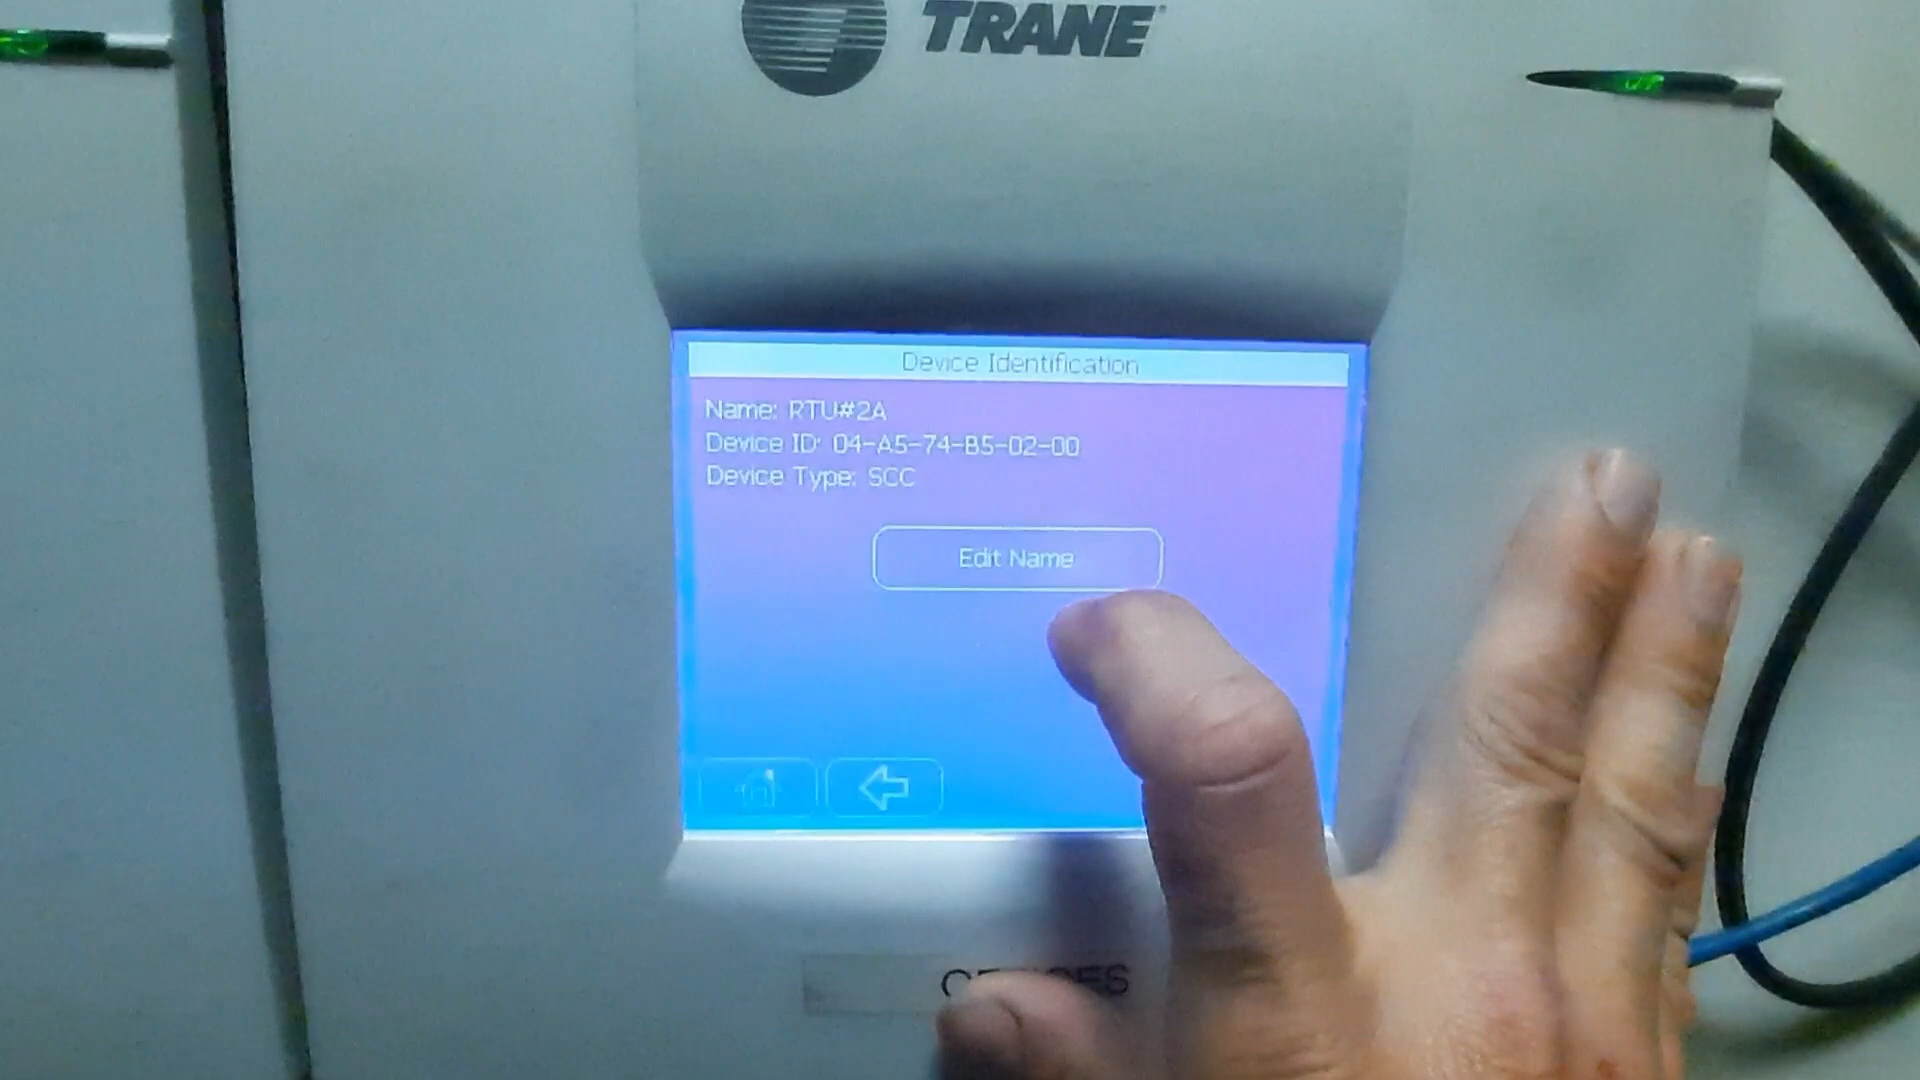 TRANE
Device Identification
Name: RTU#2A
Device ID: 04-A5-74-B5-02-00
Device Type: SCC
Edit Name